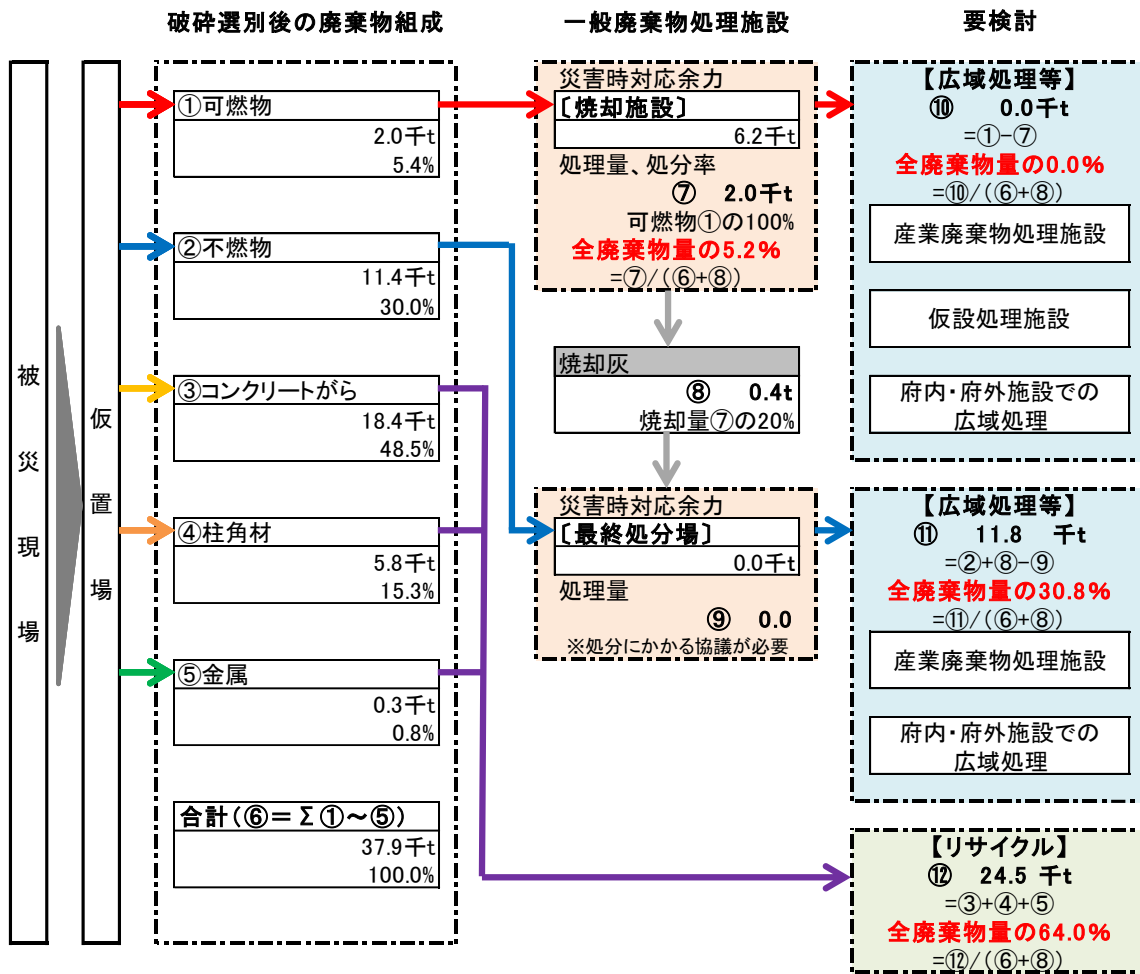 破砕選別後の廃棄物組成
一般廃棄物処理施設
要検討
被災現場
仮置場
①可燃物
2.0千t
5.4%
②不燃物
11.4千t
30.0%
③コンクリートがら
18.4千t
48.5%
④柱角材
5.8千t
15.3%
⑤金属
0.3千t
0.8%
合計(⑥=Σ①~⑤)
37.9千t
100.0%
災害時対応余力
〔焼却施設〕
6.2千t
処理量、処分率
⑦ 2.0千t
可燃物①の100%
全廃棄物量の5.2%
=⑦/(⑥+⑧)
焼却灰
⑧ 0.4t
焼却量⑦の20%
災害時対応余力
〔最終処分場〕
0.0千t
処理量
⑨ 0.0
※処分にかかる協議が必要
【広域処理等】
⑩ 0.0千t
=①-⑦
全廃棄物量の0.0%
=⑩/(⑥+⑧)
産業廃棄物処理施設
仮設処理施設
府内・府外施設での
広域処理
【広域処理等】
⑪ 11.8 千t
=②+⑧-⑨
全廃棄物量の30.8%
=⑪/(⑥+⑧)
産業廃棄物処理施設
府内・府外施設での
広域処理
【リサイクル】
⑫ 24.5 千t
=③+④+⑤
全廃棄物量の64.0%
=⑫/(⑥+⑧)